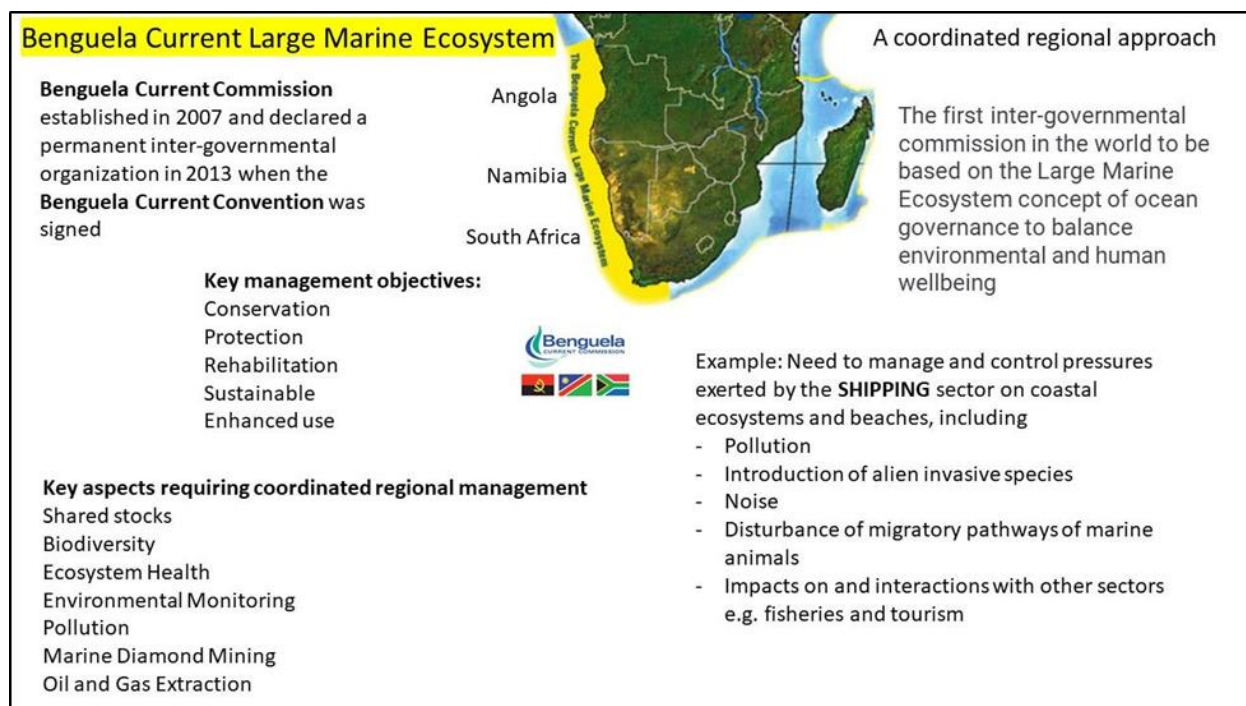 Benguela Current Large Marine Ecosystem
A coordinated regional approach
Benguela Current Commission
established in 2007 and declared a
permanent inter-governmental
organization in 2013 when the
Benguela Current Convention was
signed
Angola
Namibia
South Africa
The Benguela Current Large Marine Ecosystem
The first inter-governmental
commission in the world to be
based on the Large Marine
Ecosystem concept of ocean
governance to balance
environmental and human
wellbeing
Key management objectives:
Conservation
Protection
Rehabilitation
Sustainable
Enhanced use
Benguela
CURRENT COMMISSION
Example: Need to manage and control pressures
exerted by the SHIPPING sector on coastal
ecosystems and beaches, including
- Pollution
- Introduction of alien invasive species
- Noise
- Disturbance of migratory pathways of marine
animals
- Impacts on and interactions with other sectors
e.g. fisheries and tourism
Key aspects requiring coordinated regional management
Shared stocks
Biodiversity
Ecosystem Health
Environmental Monitoring
Pollution
Marine Diamond Mining
Oil and Gas Extraction